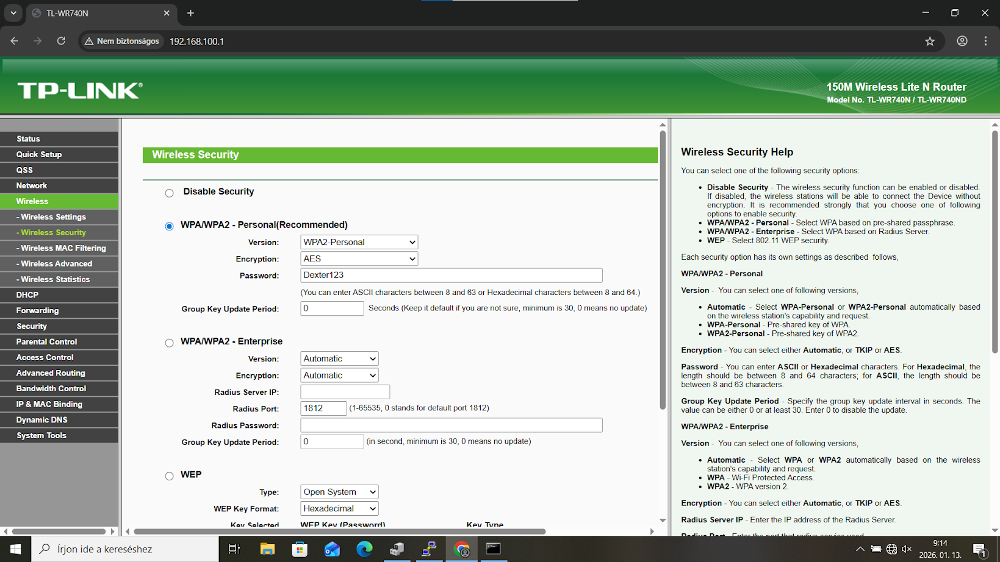 TL-WR740N
Nem biztonságos
192.168.100.1
TP-LINK®
150M Wireless Lite N Router
Model No. TL-WR740N / TL-WR740ND
Status
Quick Setup
QSS
Network
Wireless
- Wireless Settings
- Wireless Security
- Wireless MAC Filtering
- Wireless Advanced
- Wireless Statistics
DHCP
Forwarding
Security
Parental Control
Access Control
Advanced Routing
Bandwidth Control
IP & MAC Binding
Dynamic DNS
System Tools
Wireless Security
Disable Security
WPA/WPA2 - Personal(Recommended)
Version: WPA2-Personal
Encryption: AES
Password: Dexter123
(You can enter ASCII characters between 8 and 63 or Hexadecimal characters between 8 and 64.)
Group Key Update Period: 0 Seconds (Keep it default if you are not sure, minimum is 30, 0 means no update)
WPA/WPA2 - Enterprise
Version: Automatic
Encryption: Automatic
Radius Server IP:
Radius Port: 1812 (1-65535, 0 stands for default port 1812)
Radius Password:
Group Key Update Period: 0 (in second, minimum is 30, 0 means no update)
WEP
Type: Open System
WEP Key Format: Hexadecimal
Key Selected WEP Key (Password) Key Type
Wireless Security Help
You can select one of the following security options:
• Disable Security - The wireless security function can be enabled or disabled.
If disabled, the wireless stations will be able to connect the Device without
encryption. It is recommended strongly that you choose one of following
options to enable security.
• WPA/WPA2 - Personal - Select WPA based on pre-shared passphrase.
• WPA/WPA2 - Enterprise - Select WPA based on Radius Server.
• WEP - Select 802.11 WEP security.
Each security option has its own settings as described follows,
WPA/WPA2 - Personal
Version - You can select one of following versions,
• Automatic - Select WPA-Personal or WPA2-Personal automatically based
on the wireless station's capability and request.
• WPA-Personal - Pre-shared key of WPA.
• WPA2-Personal - Pre-shared key of WPA2.
Encryption - You can select either Automatic, or TKIP or AES.
Password - You can enter ASCII or Hexadecimal characters. For Hexadecimal, the
length should be between 8 and 64 characters; for ASCII, the length should be
between 8 and 63 characters.
Group Key Update Period - Specify the group key update interval in seconds. The
value can be either 0 or at least 30. Enter 0 to disable the update.
WPA/WPA2 - Enterprise
Version - You can select one of following versions,
• Automatic - Select WPA or WPA2 automatically based on the wireless
station's capability and request.
• WPA - Wi-Fi Protected Access.
• WPA2 - WPA version 2.
Encryption - You can select either Automatic, or TKIP or AES.
Radius Server IP - Enter the IP address of the Radius Server.
Radius Port - Enter the port that radius service used.
Írjon ide a kereséshez
9:14
2026. 01. 13.
1